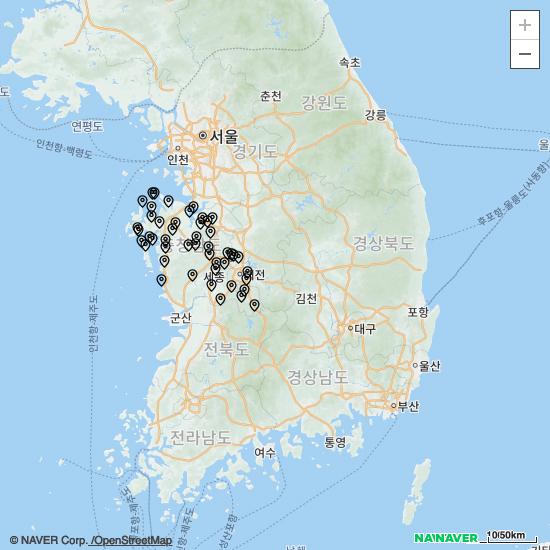 +
−
속초
춘천
강원도
강릉
도
연평도
서울
인천
경기도
울
인천항-백령도
후포항-울릉도(사동항)
경상북도
세종
대전
김천
인천항-제주도
군산
포항
대구
전북도
울산
경상남도
부산
전라남도
통영
여수
© NAVER Corp. /OpenStreetMap
NAVER
10/50km